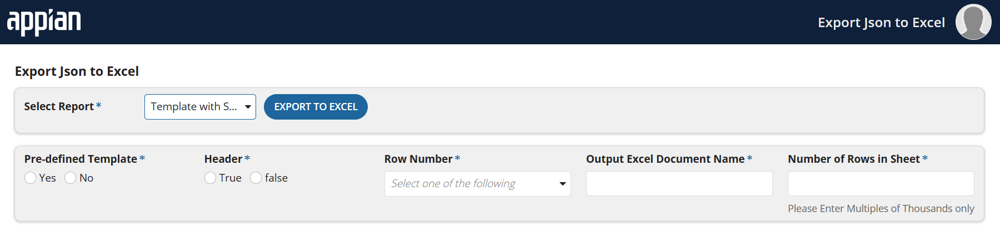 appian
Export Json to Excel
Export Json to Excel
Select Report *
Template with S...
EXPORT TO EXCEL
Pre-defined Template *
Yes No
Header *
True false
Row Number *
Select one of the following
Output Excel Document Name *
Number of Rows in Sheet *
Please Enter Multiples of Thousands only